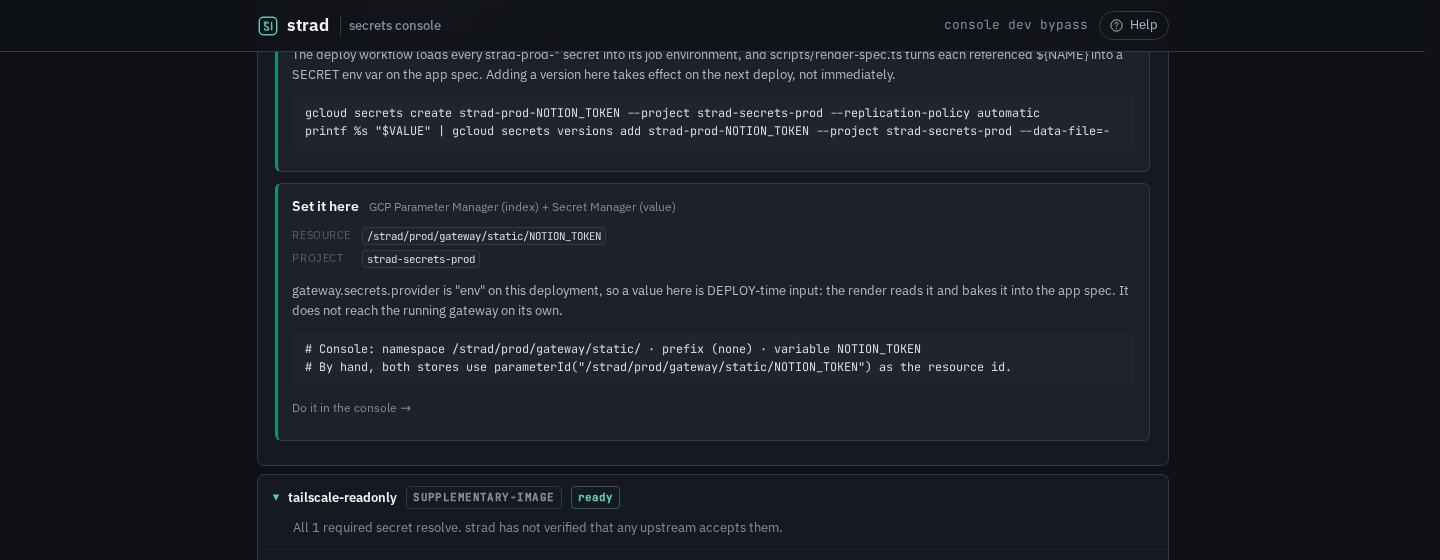 strad
secrets console
console dev bypass
Help
The deploy workflow loads every strad-prod-* secret into its job environment, and scripts/render-spec.ts turns each referenced ${NAME} into a
SECRET env var on the app spec. Adding a version here takes effect on the next deploy, not immediately.
gcloud secrets create strad-prod-NOTION_TOKEN --project strad-secrets-prod --replication-policy automatic
printf %s "$VALUE" | gcloud secrets versions add strad-prod-NOTION_TOKEN --project strad-secrets-prod --data-file=-
Set it here GCP Parameter Manager (index) + Secret Manager (value)
RESOURCE /strad/prod/gateway/static/NOTION_TOKEN
PROJECT strad-secrets-prod
gateway.secrets.provider is "env" on this deployment, so a value here is DEPLOY-time input: the render reads it and bakes it into the app spec. It
does not reach the running gateway on its own.
# Console: namespace /strad/prod/gateway/static/ · prefix (none) · variable NOTION_TOKEN
# By hand, both stores use parameterId("/strad/prod/gateway/static/NOTION_TOKEN") as the resource id.
Do it in the console →
▼ tailscale-readonly SUPPLEMENTARY-IMAGE ready
All 1 required secret resolve. strad has not verified that any upstream accepts them.